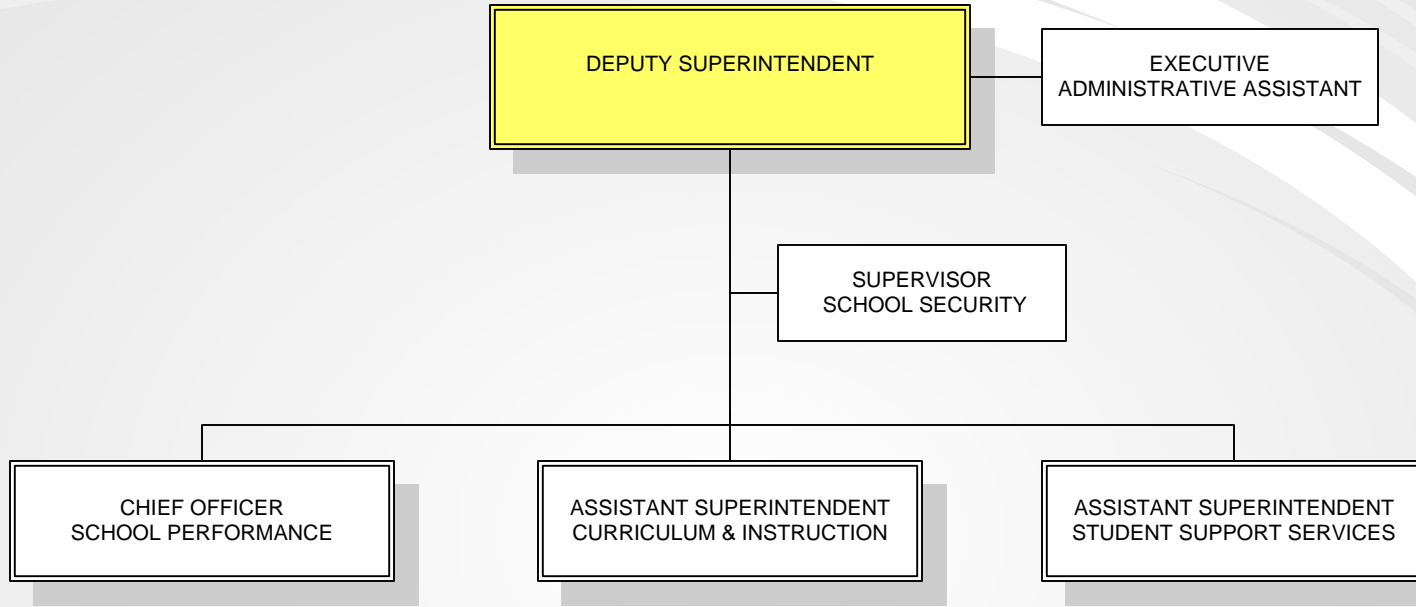 DEPUTY SUPERINTENDENT
EXECUTIVE
ADMINISTRATIVE ASSISTANT
SUPERVISOR
SCHOOL SECURITY
CHIEF OFFICER
SCHOOL PERFORMANCE
ASSISTANT SUPERINTENDENT
CURRICULUM & INSTRUCTION
ASSISTANT SUPERINTENDENT
STUDENT SUPPORT SERVICES